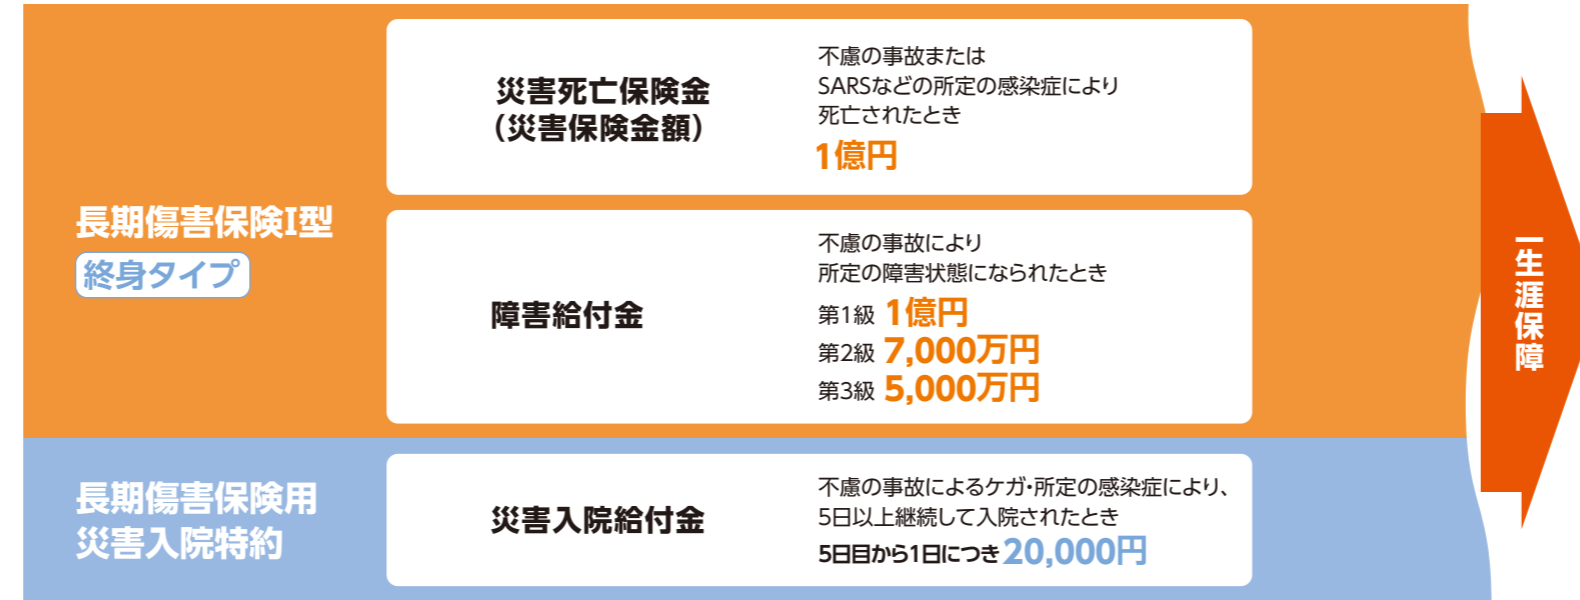 長期傷害保険I型
終身タイプ
災害死亡保険金
(災害保険金額)
不慮の事故または
SARSなどの所定の感染症により
死亡されたとき
1億円
障害給付金
不慮の事故により
所定の障害状態になられたとき
第1級 1億円
第2級 7,000万円
第3級 5,000万円
長期傷害保険用
災害入院特約
災害入院給付金
不慮の事故によるケガ・所定の感染症により、
5日以上継続して入院されたとき
5日目から1日につき20,000円
一生涯保障